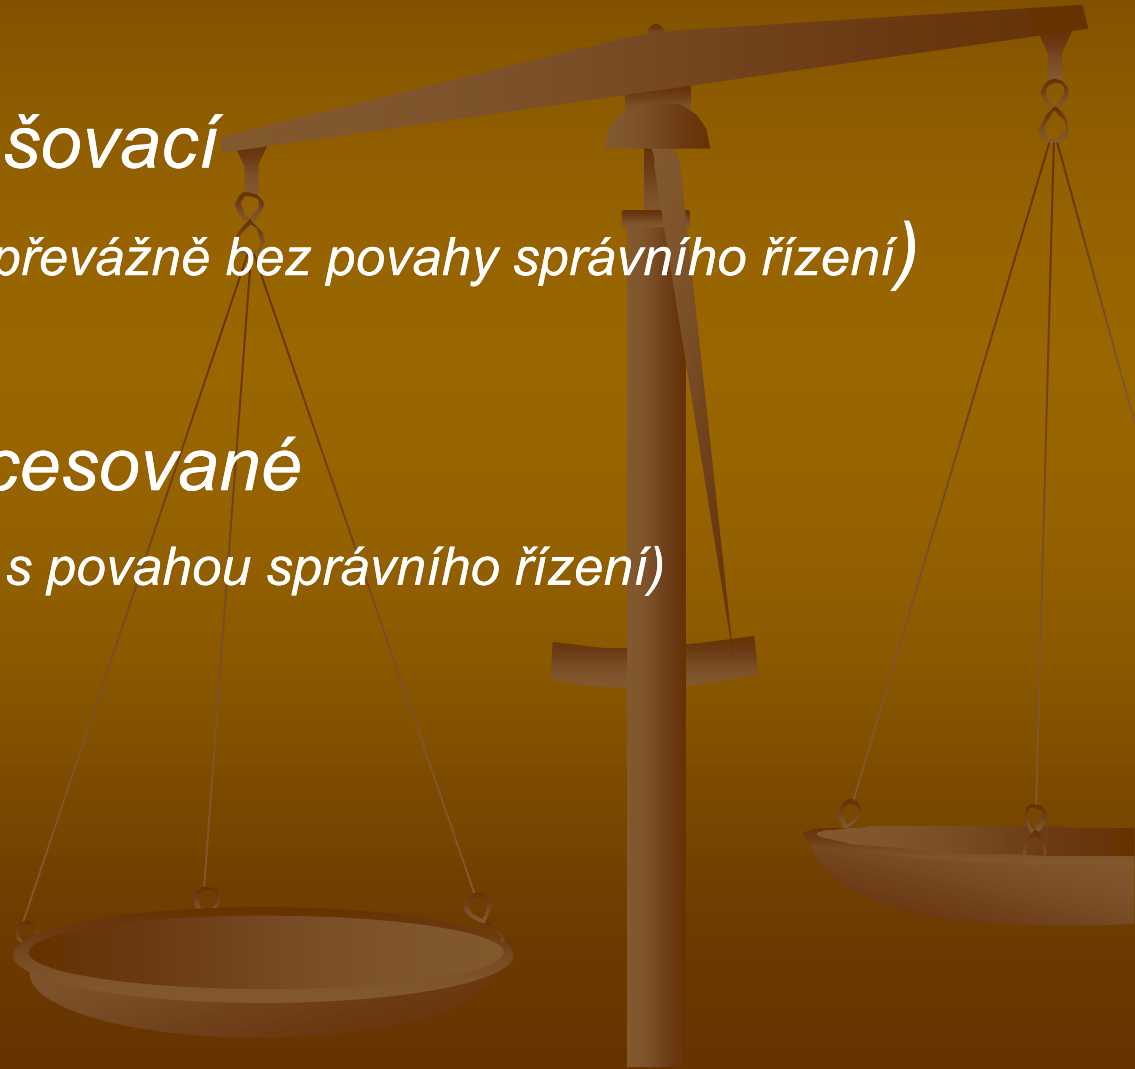 šovací
převážně bez povahy správního řízení)
cesované
s povahou správního řízení)